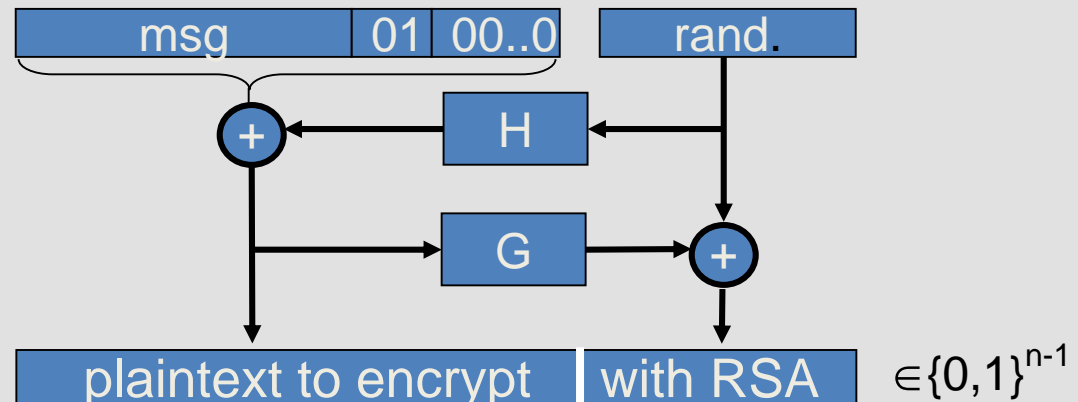 msg 01 00..0 rand.
+ H
G +
plaintext to encrypt with RSA ∈{0,1}ⁿ⁻¹